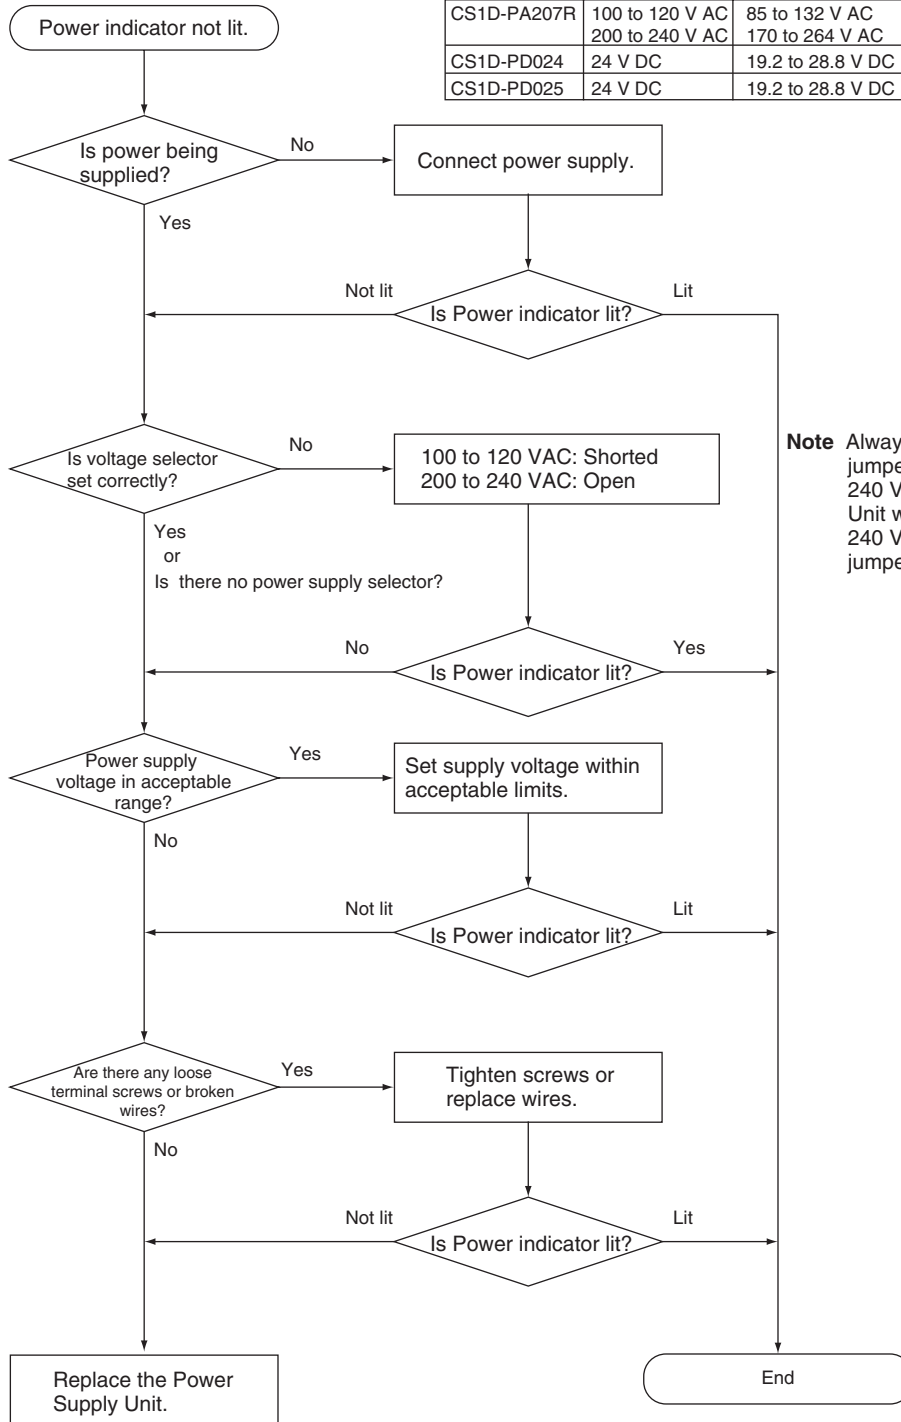 Power indicator not lit.
CS1D-PA207R 100 to 120 V AC 85 to 132 V AC
200 to 240 V AC 170 to 264 V AC
CS1D-PD024 24 V DC 19.2 to 28.8 V DC
CS1D-PD025 24 V DC 19.2 to 28.8 V DC
Is power being
supplied?
No
Connect power supply.
Yes
Not lit
Is Power indicator lit?
Lit
Is voltage selector
set correctly?
No
100 to 120 VAC: Shorted
200 to 240 VAC: Open
Note
jumpe
240 V
Unit w
240 V
jumpe
Yes
or
Is there no power supply selector?
No
Is Power indicator lit?
Yes
Power supply
voltage in acceptable
range?
Yes
Set supply voltage within
acceptable limits.
No
Not lit
Is Power indicator lit?
Lit
Are there any loose
terminal screws or broken
wires?
Yes
Tighten screws or
replace wires.
No
Not lit
Is Power indicator lit?
Lit
Replace the Power
Supply Unit.
End